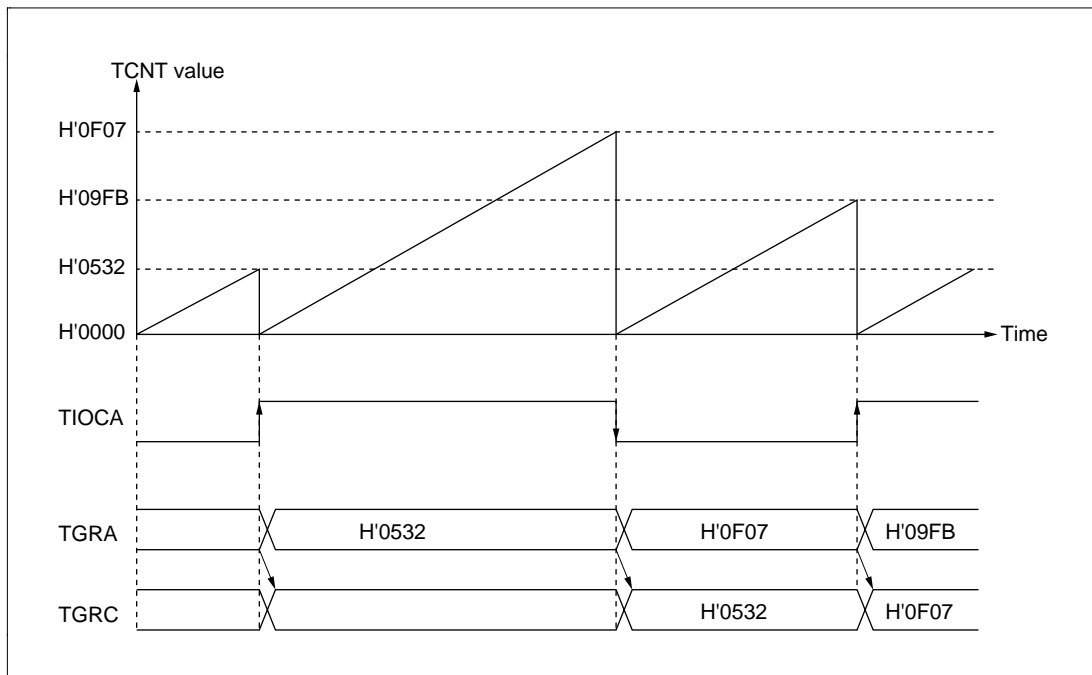 TCNT value
H'0F07
H'09FB
H'0532
H'0000
Time
TIOCA
TGRA
H'0532
H'0F07
H'09FB
TGRC
H'0532
H'0F07